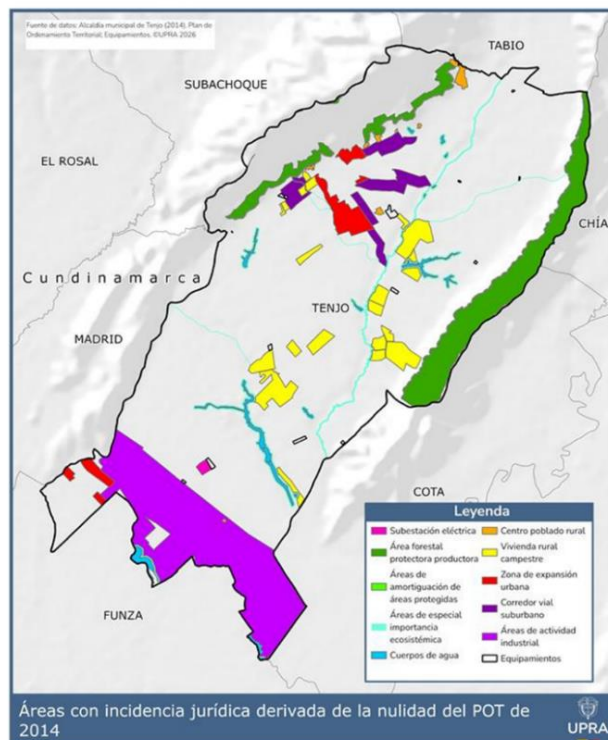 Fuente de datos: Alcaldía municipal de Tenjo (2014). Plan de
Ordenamiento Territorial; Equipamientos. ©UPRA 2026
TABIO
SUBACHOQUE
EL ROSAL
CHÍA
Cundinamarca
TENJO
MADRID
COTA
FUNZA
Leyenda
Subestación eléctrica
Área forestal
protectora productora
Áreas de
amortiguación de
áreas protegidas
Áreas de especial
importancia
ecosistémica
Cuerpos de agua
Centro poblado rural
Vivienda rural
campestre
Zona de expansión
urbana
Corredor vial
suburbano
Áreas de actividad
industrial
Equipamientos
Áreas con incidencia jurídica derivada de la nulidad del POT de
2014
UPRA